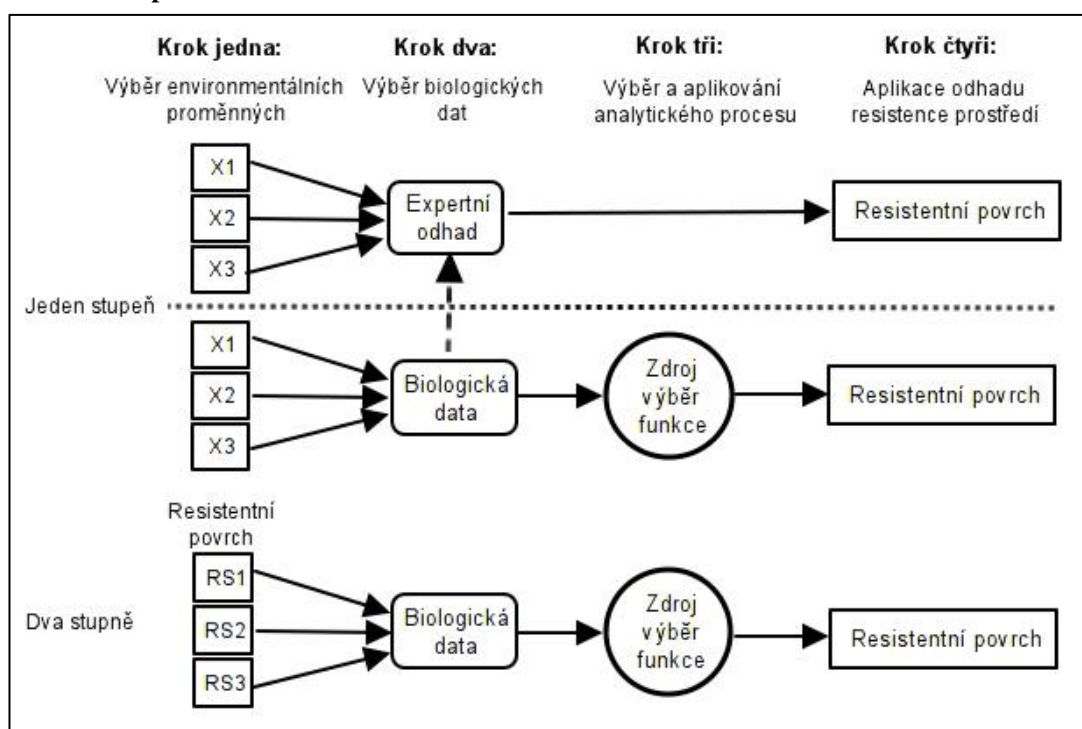 Krok jedna:
Výběr environmentálních
proměnných
Krok dva:
Výběr biologických
dat
Krok tři:
Výběr a aplikování
analytického procesu
Krok čtyři:
Aplikace odhadu
resistence prostředí
X1
X2
X3
Expertní
odhad
Resistentní povrch
Jeden stupeň
X1
X2
X3
Biologická
data
Zdroj
výběr
funkce
Resistentní povrch
Resistentní
povrch
Dva stupně
RS1
RS2
RS3
Biologická
data
Zdroj
výběr
funkce
Resistentní povrch